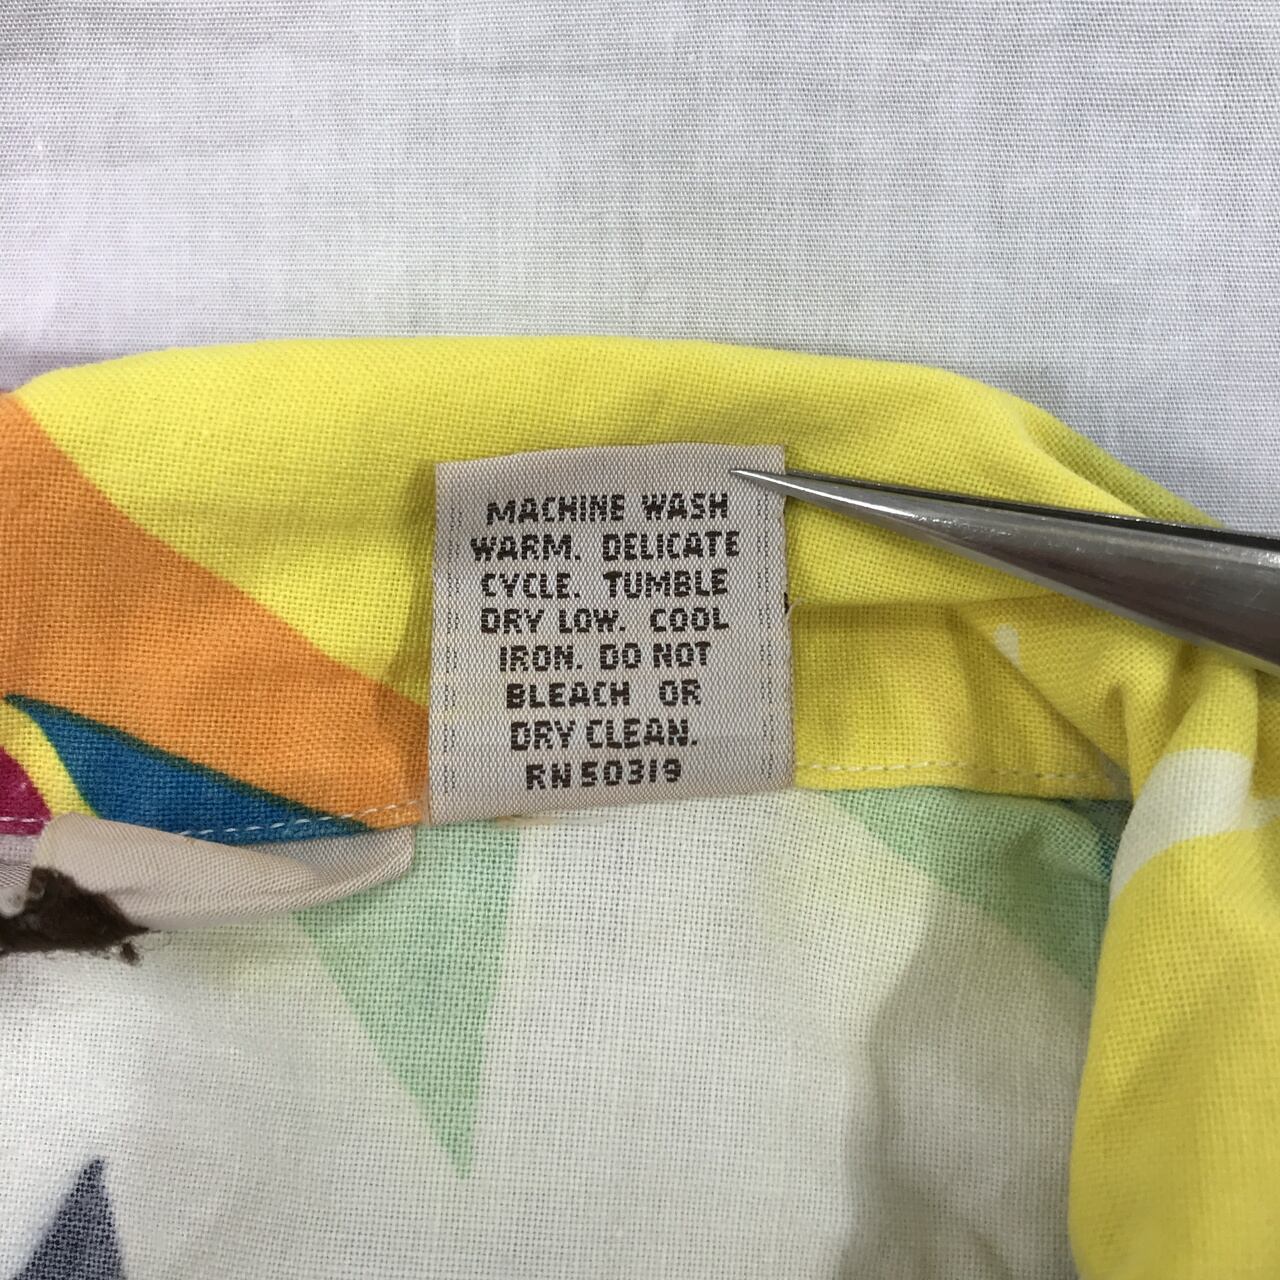 MACHINE WASH
WARM. DELICATE
CYCLE. TUMBLE
DRY LOW. COOL
IRON. DO NOT
BLEACH OR
DRY CLEAN.
RN 50319